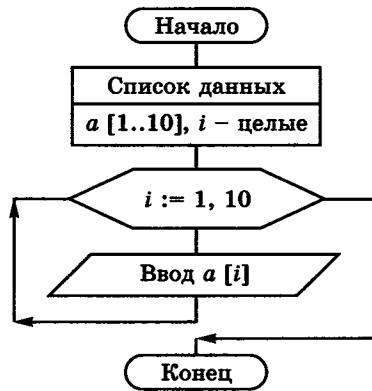 Начало
Список данных
a [1..10], i – целые
i := 1, 10
Ввод a [i]
Конец